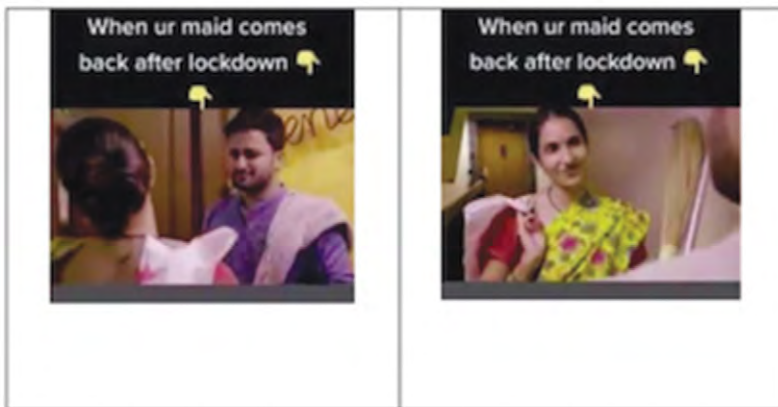 When ur maid comes
back after lockdown 👇
👇
When ur maid comes
back after lockdown 👇
👇